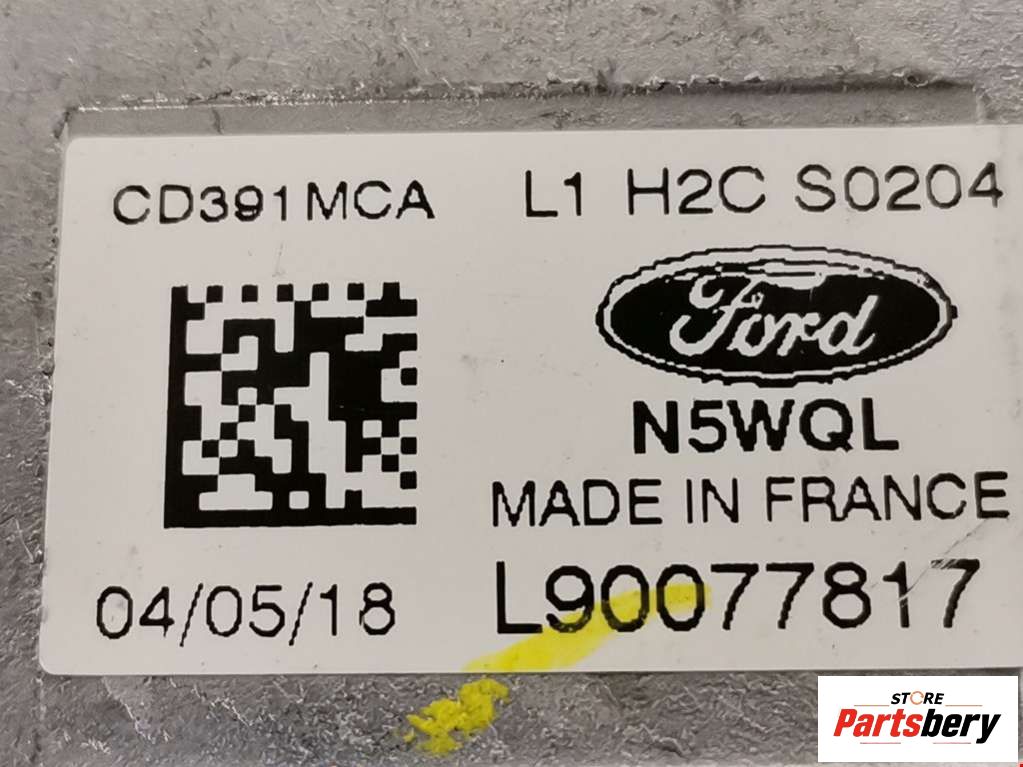 CD391MCA
L1 H2C S0204
Ford
N5WQL
MADE IN FRANCE
04/05/18
L90077817
STORE
Partsbery